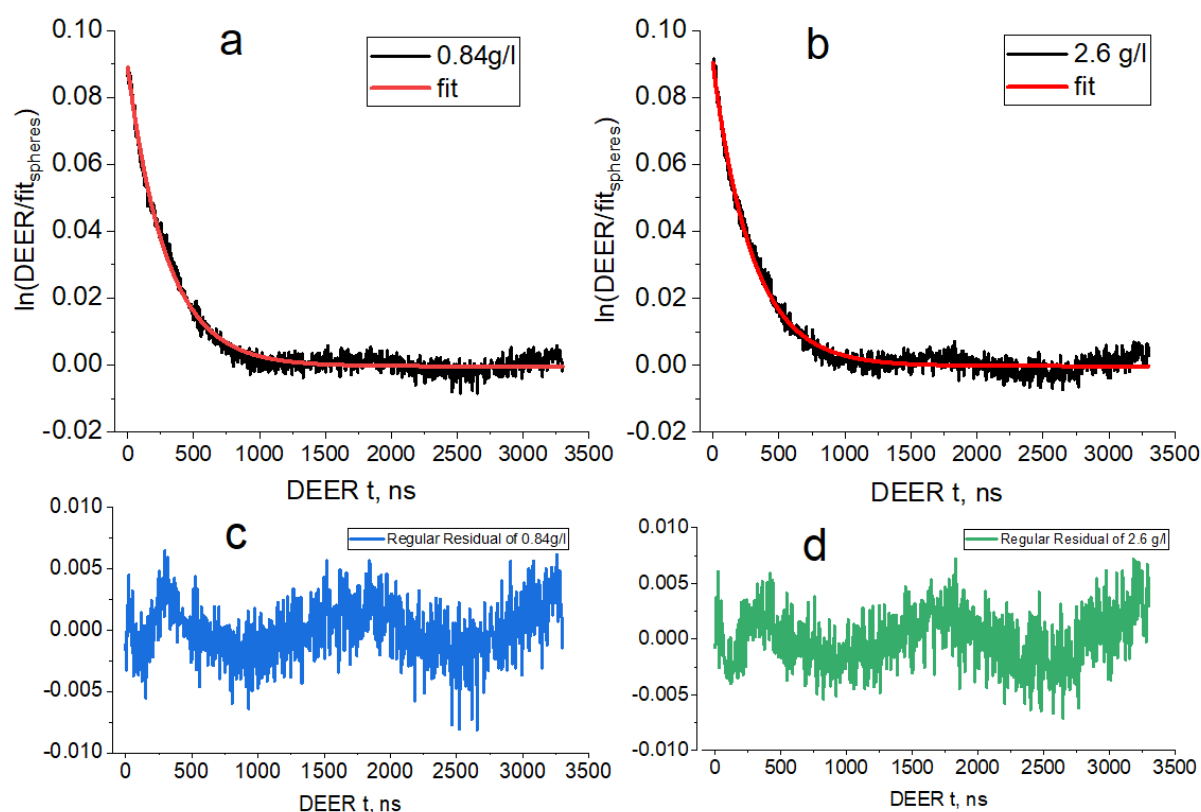 a
0.84g/l
fit
ln(DEER/fitspheres)
0.10
0.08
0.06
0.04
0.02
0.00
-0.02
0 500 1000 1500 2000 2500 3000 3500
DEER t, ns
b
2.6 g/l
fit
ln(DEER/fitspheres)
0.10
0.08
0.06
0.04
0.02
0.00
-0.02
0 500 1000 1500 2000 2500 3000 3500
DEER t, ns
c
Regular Residual of 0.84g/l
0.010
0.005
0.000
-0.005
-0.010
0 500 1000 1500 2000 2500 3000 3500
DEER t, ns
d
Regular Residual of 2.6 g/l
0.010
0.005
0.000
-0.005
-0.010
0 500 1000 1500 2000 2500 3000 3500
DEER t, ns